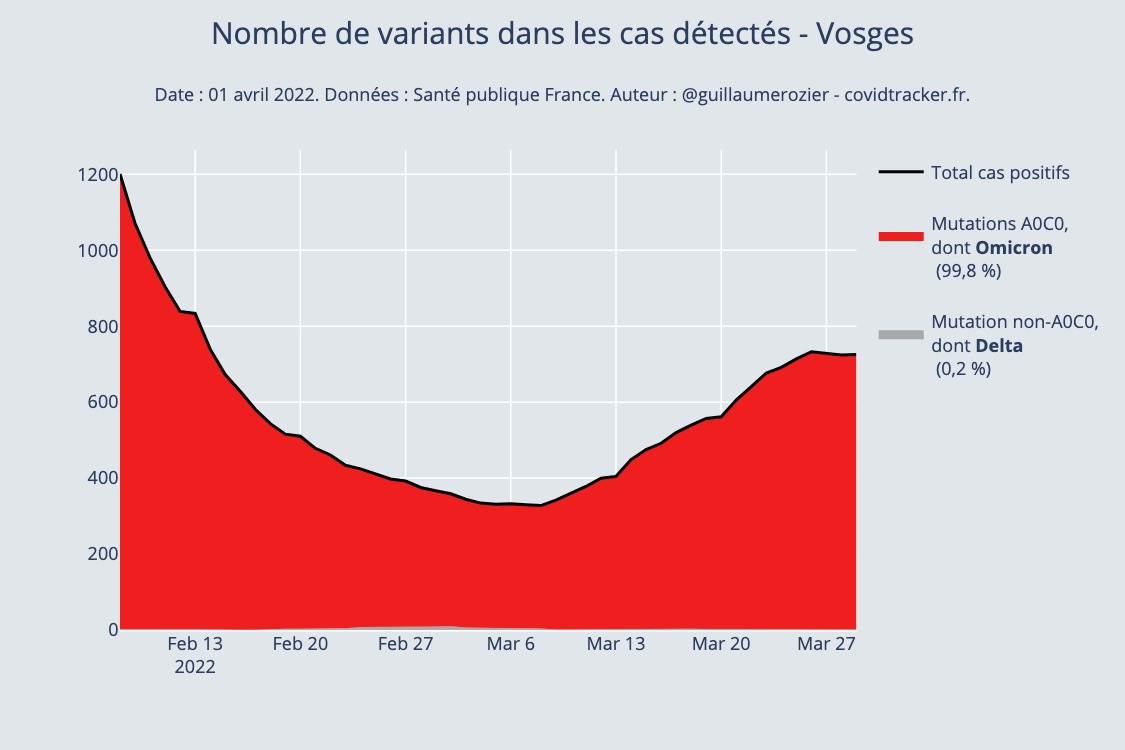 Nombre de variants dans les cas détectés - Vosges
Date : 01 avril 2022. Données : Santé publique France. Auteur : @guillaumerozier - covidtracker.fr.
1200
1000
800
600
400
200
0
Feb 13
2022
Feb 20
Feb 27
Mar 6
Mar 13
Mar 20
Mar 27
Total cas positifs
Mutations A0C0,
dont Omicron
(99,8 %)
Mutation non-A0C0,
dont Delta
(0,2 %)